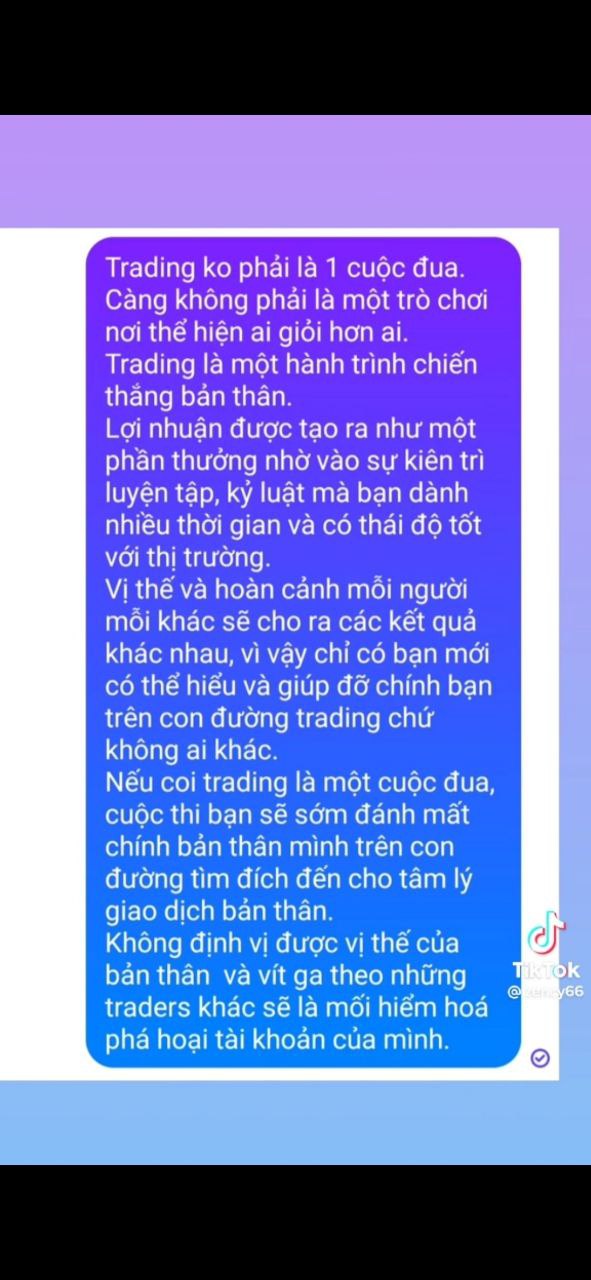 Trading ko phải là 1 cuộc đua.
Càng không phải là một trò chơi
nơi thể hiện ai giỏi hơn ai.
Trading là một hành trình chiến
thắng bản thân.
Lợi nhuận được tạo ra như một
phần thưởng nhờ vào sự kiên trì
luyện tập, kỷ luật mà bạn dành
nhiều thời gian và có thái độ tốt
với thị trường.
Vị thế và hoàn cảnh mỗi người
mỗi khác sẽ cho ra các kết quả
khác nhau, vì vậy chỉ có bạn mới
có thể hiểu và giúp đỡ chính bạn
trên con đường trading chứ
không ai khác.
Nếu coi trading là một cuộc đua,
cuộc thi bạn sẽ sớm đánh mất
chính bản thân mình trên con
đường tìm đích đến cho tâm lý
giao dịch bản thân.
Không định vị được vị thế của
bản thân  và vít ga theo những
traders khác sẽ là mối hiểm hoá
phá hoại tài khoản của mình.
TikTok